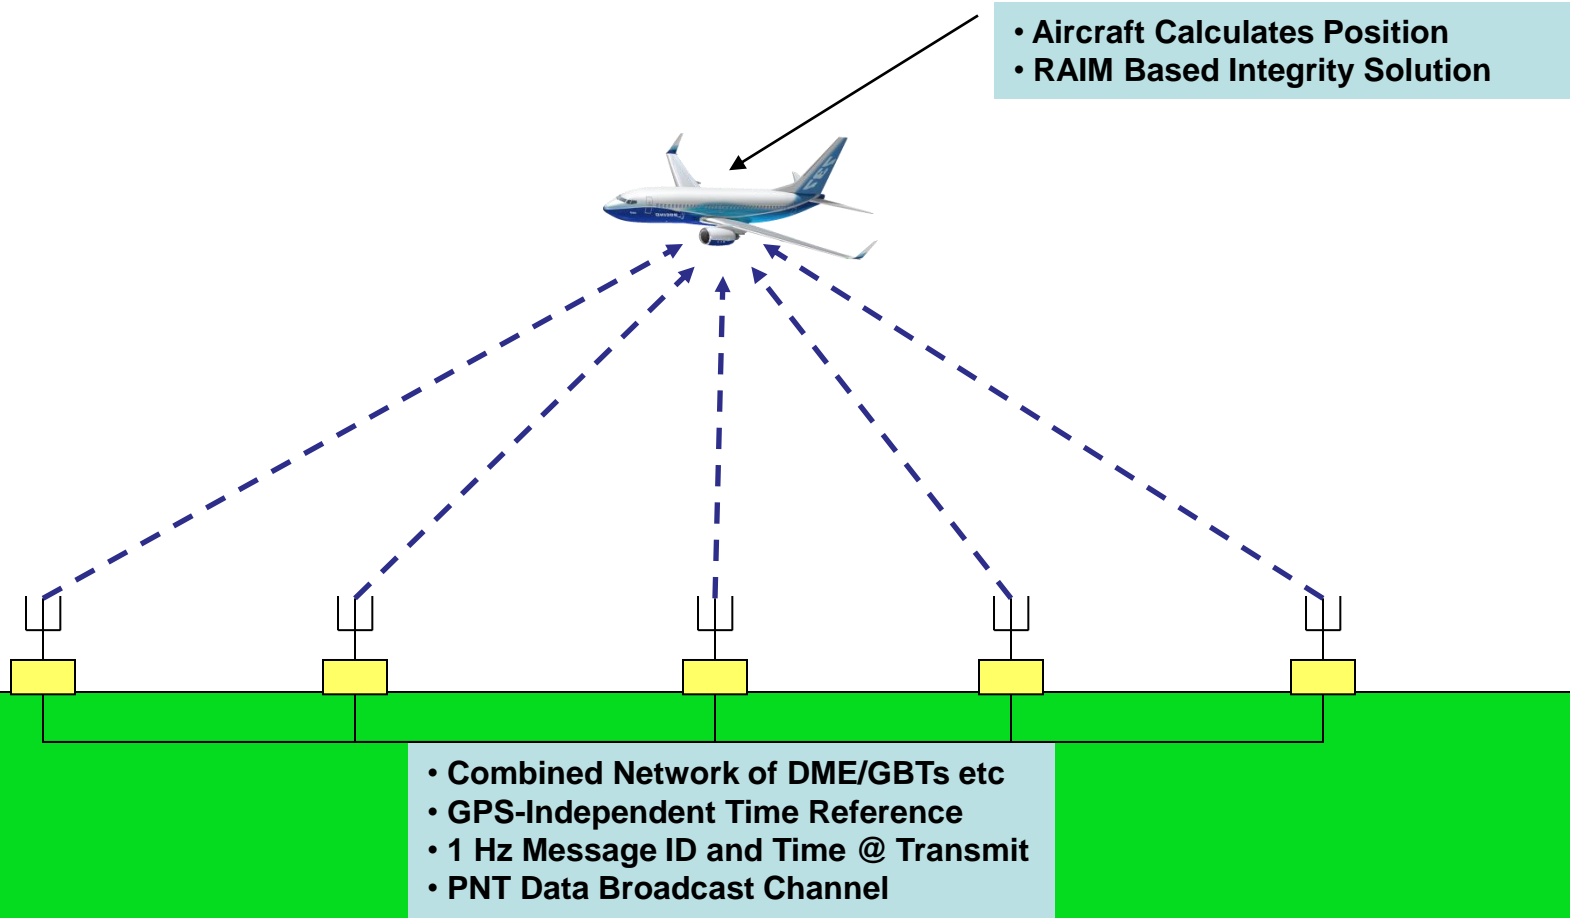 • Aircraft Calculates Position
• RAIM Based Integrity Solution
• Combined Network of DME/GBTs etc
• GPS-Independent Time Reference
• 1 Hz Message ID and Time @ Transmit
• PNT Data Broadcast Channel